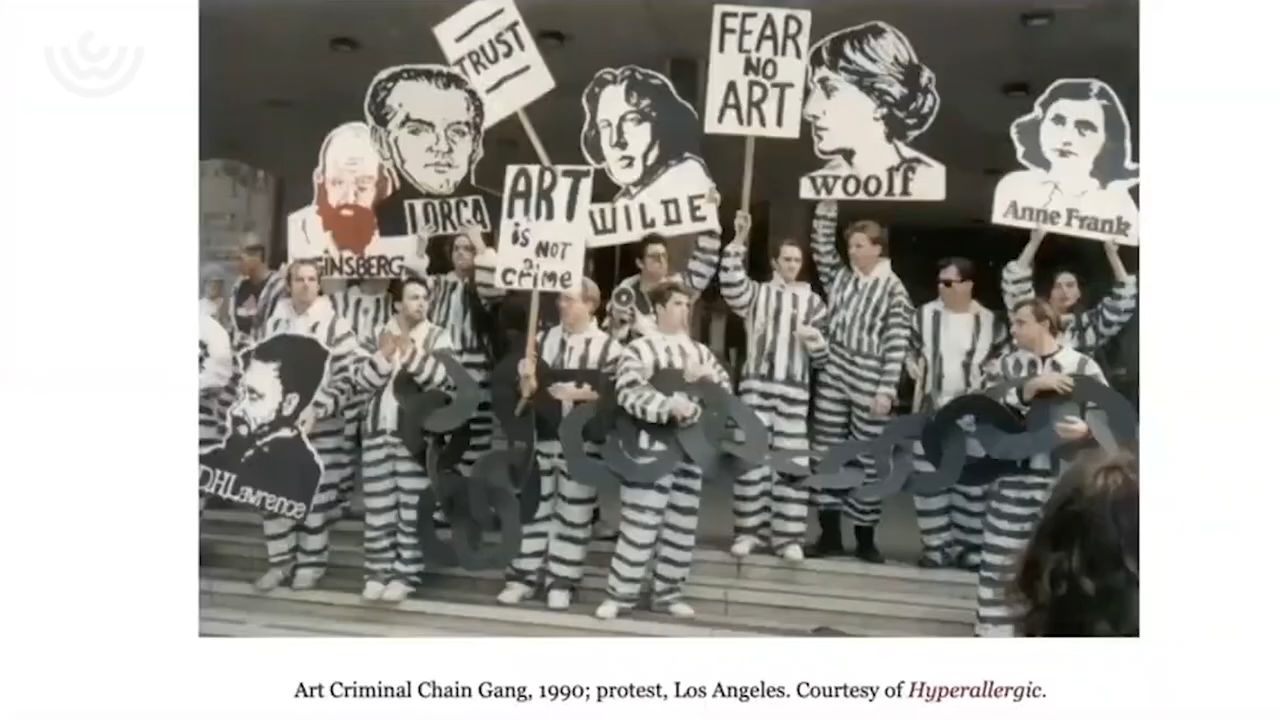 TRUST
FEAR
NO
ART
LORCA
ART
is NOT
a
crime
WILDE
woolf
Anne Frank
GiNSBERG
DHLawrence
Art Criminal Chain Gang, 1990; protest, Los Angeles. Courtesy of Hyperallergic.